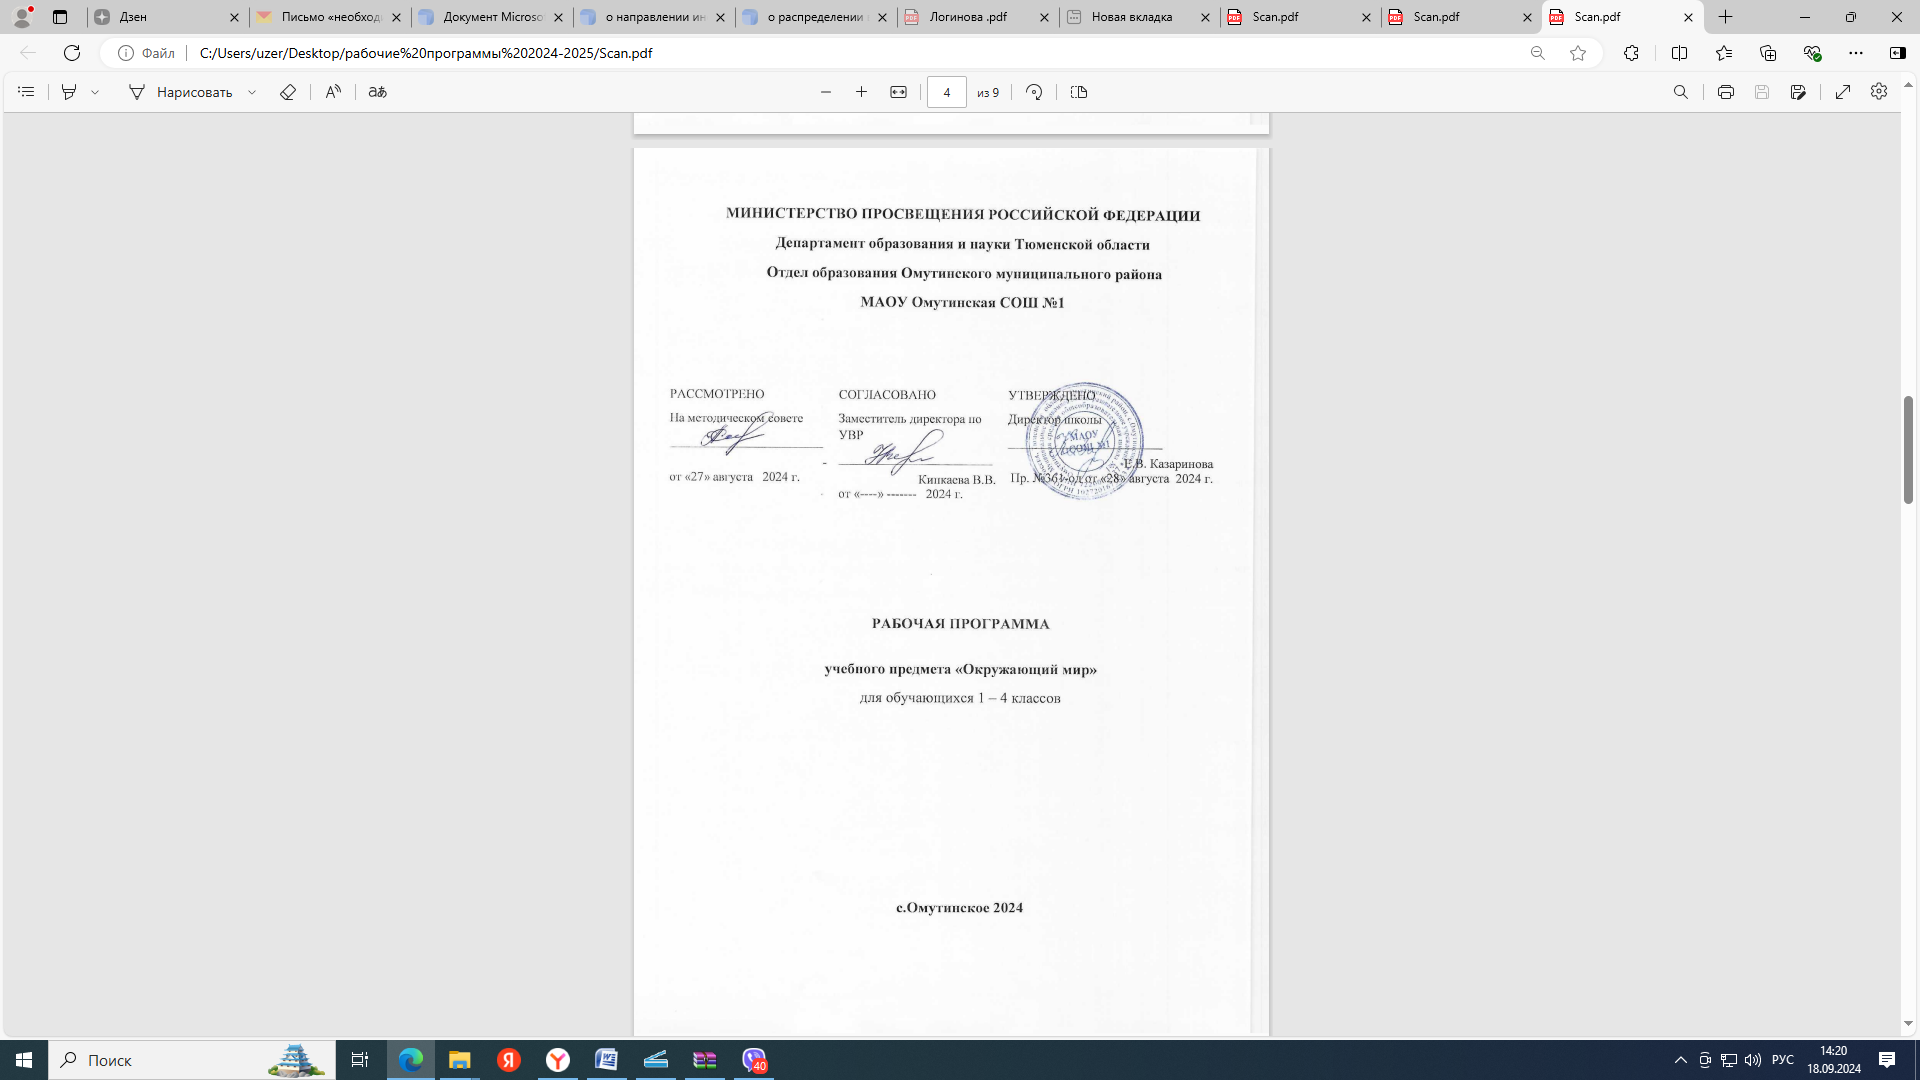 Дзен
Письмо «необход
Документ Microso
о направлении ин
о распределении
Логинова .pdf
Новая вкладка
Scan.pdf
Scan.pdf
Scan.pdf
Файл
C:/Users/uzer/Desktop/рабочие%20программы%202024-2025/Scan.pdf
Нарисовать
4
из 9
МИНИСТЕРСТВО ПРОСВЕЩЕНИЯ РОССИЙСКОЙ ФЕДЕРАЦИИ
Департамент образования и науки Тюменской области
Отдел образования Омутинского муниципального района
МАОУ Омутинская СОШ №1
РАССМОТРЕНО
На методическом совете
от «27» августа 2024 г.
СОГЛАСОВАНО
Заместитель директора по
УВР
Кипкаева В.В.
от «----» ------- 2024 г.
УТВЕРЖДЕНО
Директор школы
МАОУ
СОШ №1
Е.В. Казаринова
Пр. №361-од от «28» августа 2024 г.
РАБОЧАЯ ПРОГРАММА
учебного предмета «Окружающий мир»
для обучающихся 1 – 4 классов
с.Омутинское 2024
Поиск
40
РУС
14:20
18.09.2024